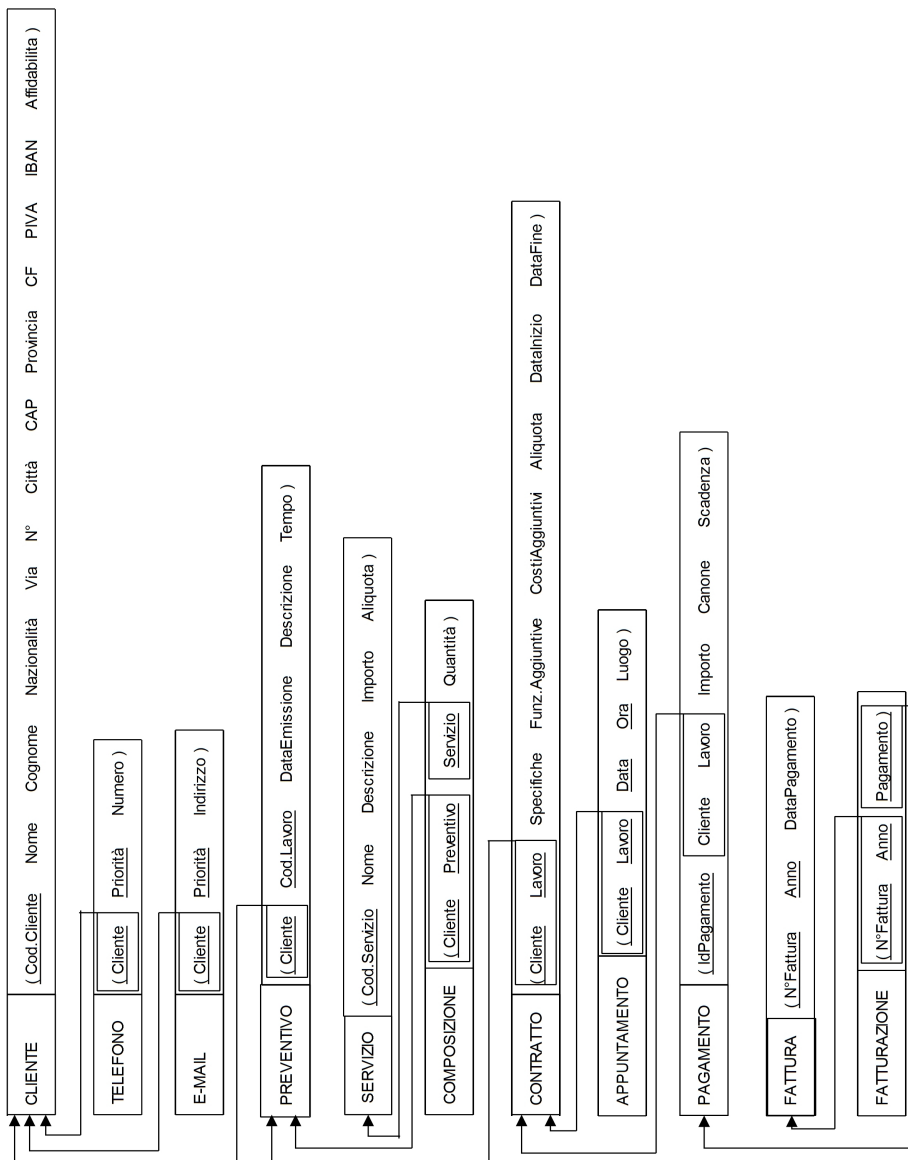 CLIENTE ( Cod.Cliente Nome Cognome Nazionalità Via N° Città CAP Provincia CF PIVA IBAN Affidabilita )
TELEFONO ( Cliente Priorità Numero )
E-MAIL ( Cliente Priorità Indirizzo )
PREVENTIVO ( Cliente Cod.Lavoro DataEmissione Descrizione Tempo )
SERVIZIO ( Cod.Servizio Nome Descrizione Importo Aliquota )
COMPOSIZIONE ( Cliente Preventivo Servizio Quantità )
CONTRATTO ( Cliente Lavoro Specifiche Funz.Aggiuntive CostiAggiuntivi Aliquota DataInizio DataFine )
APPUNTAMENTO ( Cliente Lavoro Data Ora Luogo )
PAGAMENTO ( IdPagamento Cliente Lavoro Importo Canone Scadenza )
FATTURA ( N°Fattura Anno DataPagamento )
FATTURAZIONE ( N°Fattura Anno Pagamento )